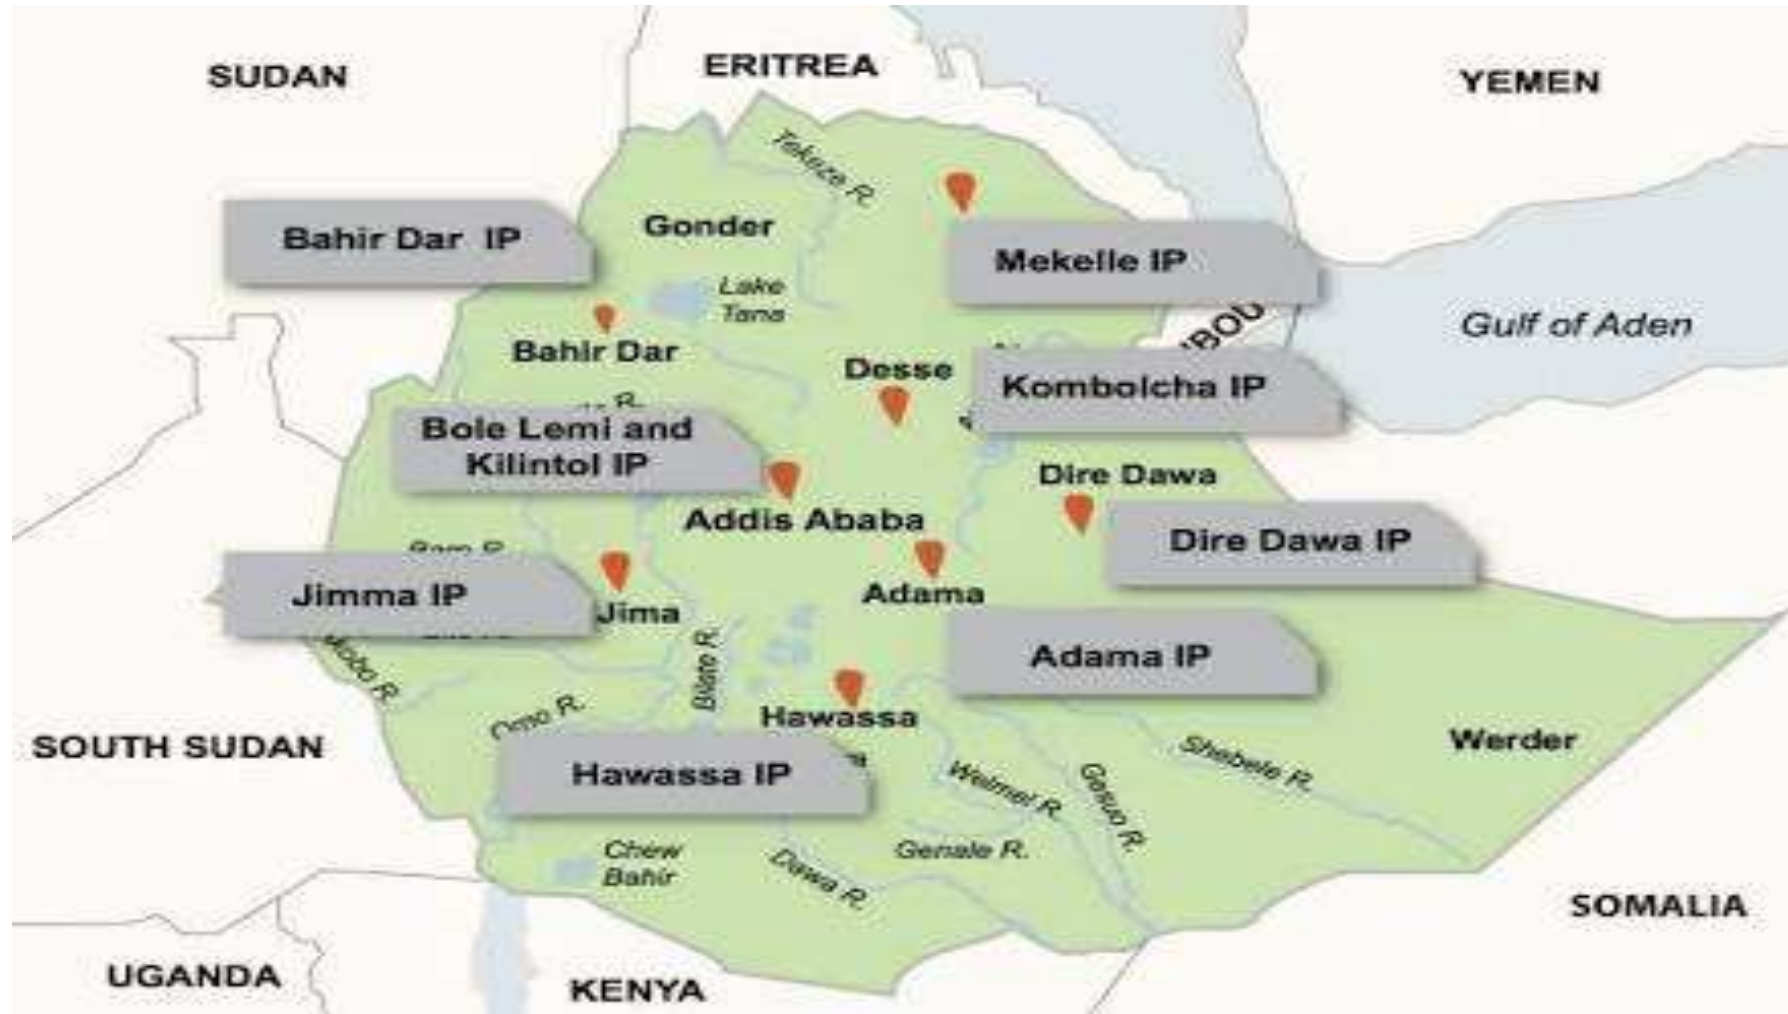 SUDAN
ERITREA
YEMEN
Tekeze R.
Gonder
Bahir Dar IP
Mekelle IP
Lake
Tana
Gulf of Aden
Bahir Dar
Desse
Kombolcha IP
Bole Lemi and
Kilintol IP
Dire Dawa
Addis Ababa
Dire Dawa IP
Jimma IP
Jima
Adama
Adama IP
Bilate R.
Omo R.
Hawassa
SOUTH SUDAN
Werder
Hawassa IP
Shebele R.
Welmel R.
Gesuo R.
Chew
Bahir
Dawa R.
Genale R.
SOMALIA
UGANDA
KENYA